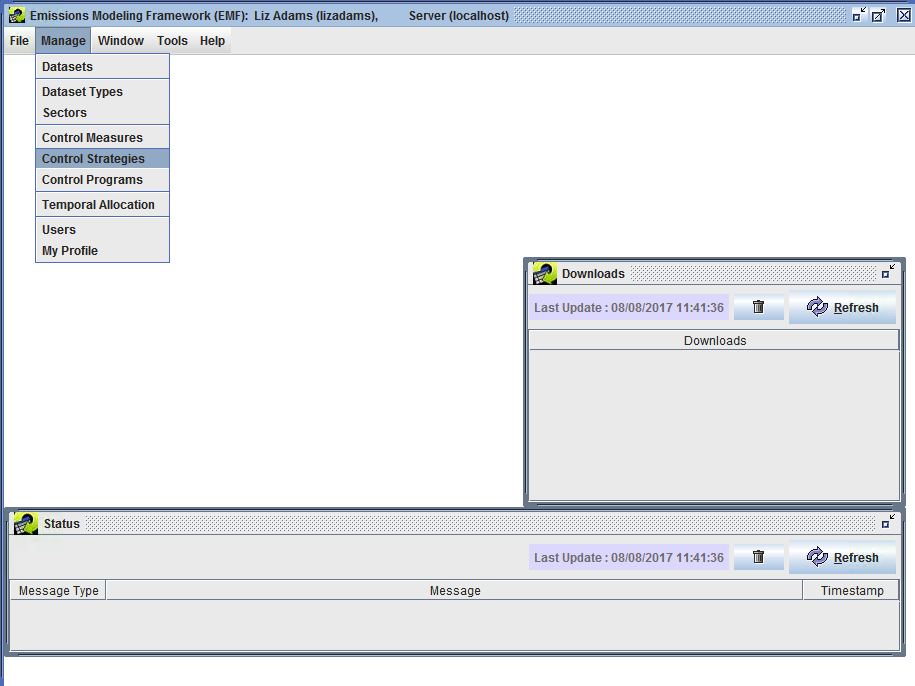 Emissions Modeling Framework (EMF): Liz Adams (lizadams), Server (localhost)
File Manage Window Tools Help
Datasets
Dataset Types
Sectors
Control Measures
Control Strategies
Control Programs
Temporal Allocation
Users
My Profile
Downloads
Last Update : 08/08/2017 11:41:36 Refresh
Downloads
Status
Last Update : 08/08/2017 11:41:36 Refresh
Message Type Message Timestamp